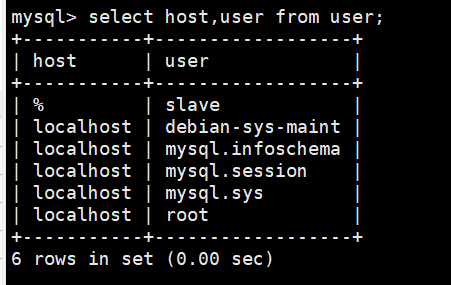 mysql> select host,user from user;
+-----------+------------------+
| host      | user             |
+-----------+------------------+
| %         | slave            |
| localhost | debian-sys-maint |
| localhost | mysql.infoschema |
| localhost | mysql.session    |
| localhost | mysql.sys        |
| localhost | root             |
+-----------+------------------+
6 rows in set (0.00 sec)